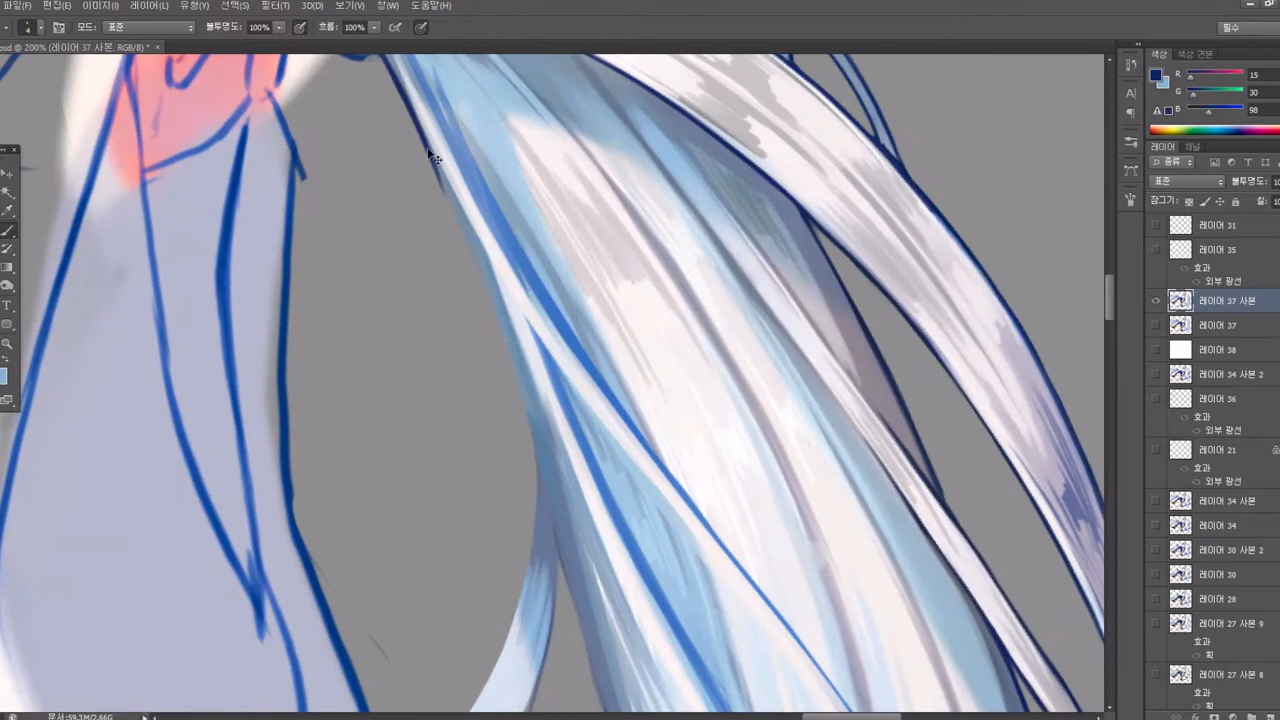 파일(F) 편집(E) 이미지(I) 레이어(L) 유형(Y) 선택(S) 필터(T) 3D(D) 보기(V) 창(W) 도움말(H)
4 모드: 표준 불투명도: 100% 흐름: 100% 필수
psd @ 200% (레이어 37 사본, RGB/8) * ×
색상 색상 견본
R 15
G 30
B 98
레이어 채널
종류
표준 불투명도: 10
잠그기: 칠: 10
레이어 31
레이어 35
효과
외부 광선
레이어 37 사본
레이어 37
레이어 38
레이어 34 사본 2
레이어 36
효과
외부 광선
레이어 21
효과
외부 광선
레이어 34 사본
레이어 34
레이어 30 사본 2
레이어 30
레이어 28
레이어 27 사본 9
효과
획
레이어 27 사본 8
효과
획
문서:59.3M/2.66G